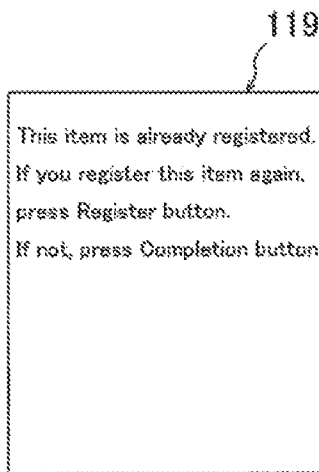 119
This item is already registered.
If you register this item again,
press Register button.
If not, press Completion button